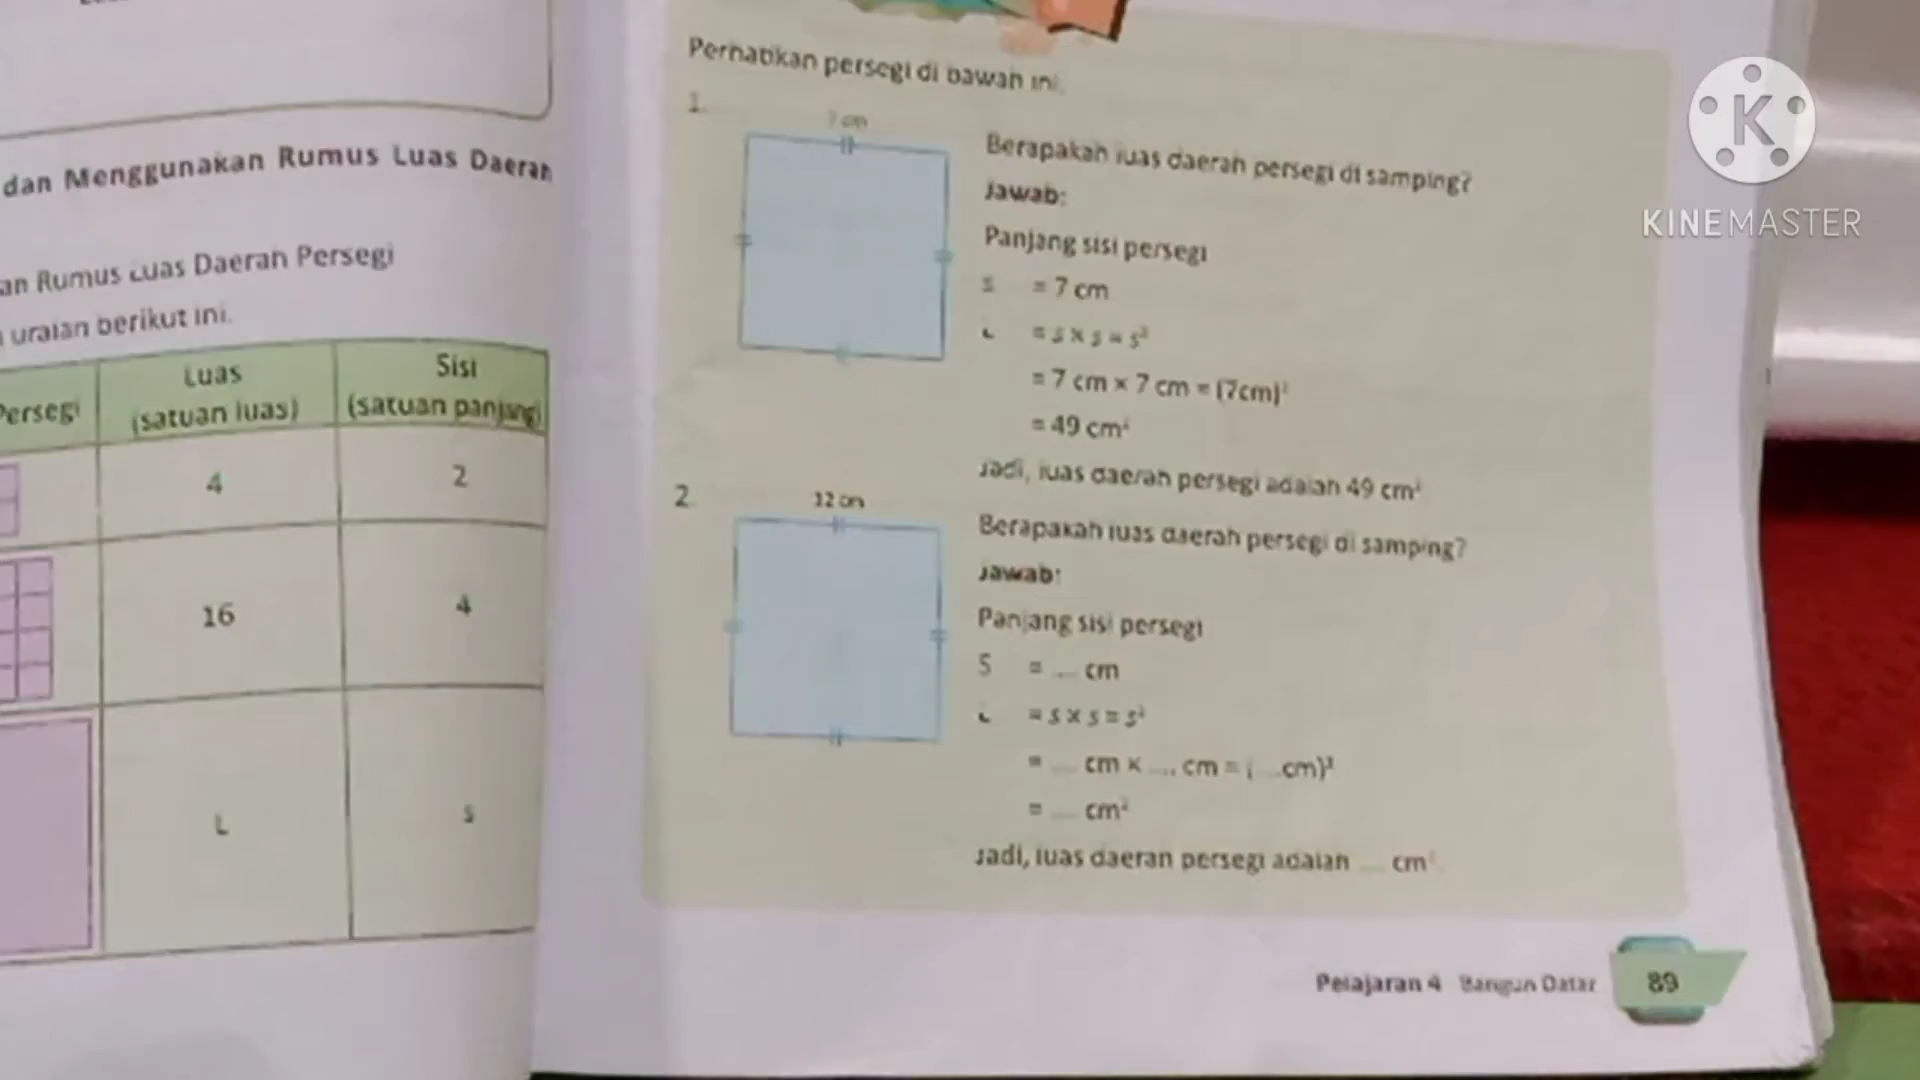 dan Menggunakan Rumus Luas Daerah
an Rumus Luas Daerah Persegi
uraian berikut ini.
Persegi
Luas
(satuan luas)
Sisi
(satuan panjang)
4
2
16
4
L
s
Perhatikan persegi di bawah ini.
1.
7 cm
Berapakah luas daerah persegi di samping?
Jawab:
Panjang sisi persegi
s = 7 cm
L = s × s = s²
= 7 cm × 7 cm = (7cm)²
= 49 cm²
Jadi, luas daerah persegi adalah 49 cm²
2.
12 cm
Berapakah luas daerah persegi di samping?
Jawab:
Panjang sisi persegi
S = ... cm
L = s × s = s²
= .... cm × .... cm = (....cm)²
= .... cm²
Jadi, luas daerah persegi adalah .... cm².
Pelajaran 4 Bangun Datar
89
K
KINEMASTER